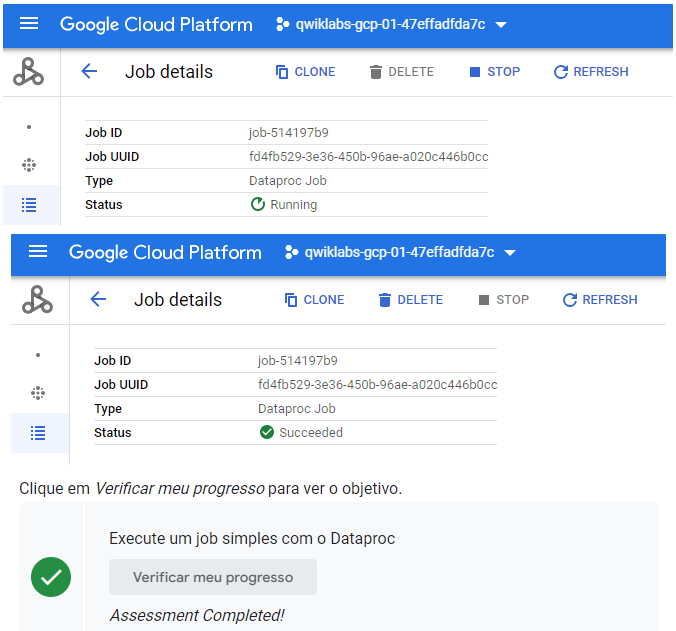 Google Cloud Platform qwiklabs-gcp-01-47effadfda7c
Job details CLONE DELETE STOP REFRESH
Job ID job-514197b9
Job UUID fd4fb529-3e36-450b-96ae-a020c446b0cc
Type Dataproc Job
Status Running
Google Cloud Platform qwiklabs-gcp-01-47effadfda7c
Job details CLONE DELETE STOP REFRESH
Job ID job-514197b9
Job UUID fd4fb529-3e36-450b-96ae-a020c446b0cc
Type Dataproc Job
Status Succeeded
Clique em Verificar meu progresso para ver o objetivo.
Execute um job simples com o Dataproc
Verificar meu progresso
Assessment Completed!